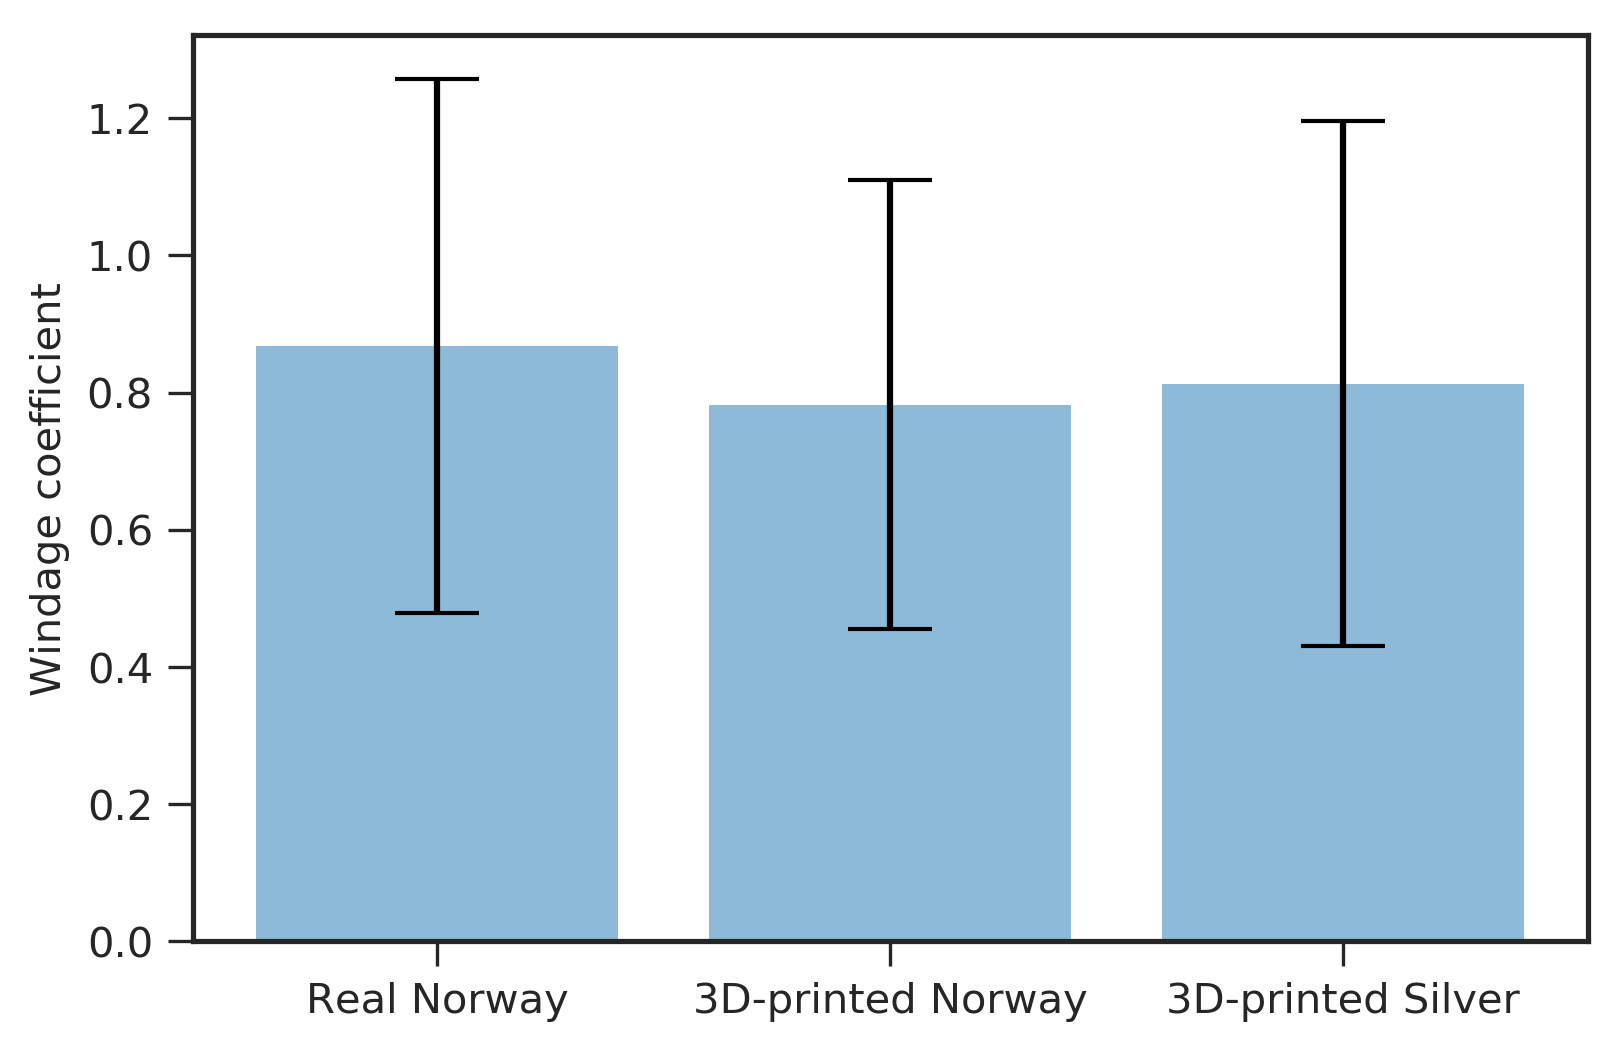 Windage coefficient
1.2
1.0
0.8
0.6
0.4
0.2
0.0
Real Norway
3D-printed Norway
3D-printed Silver